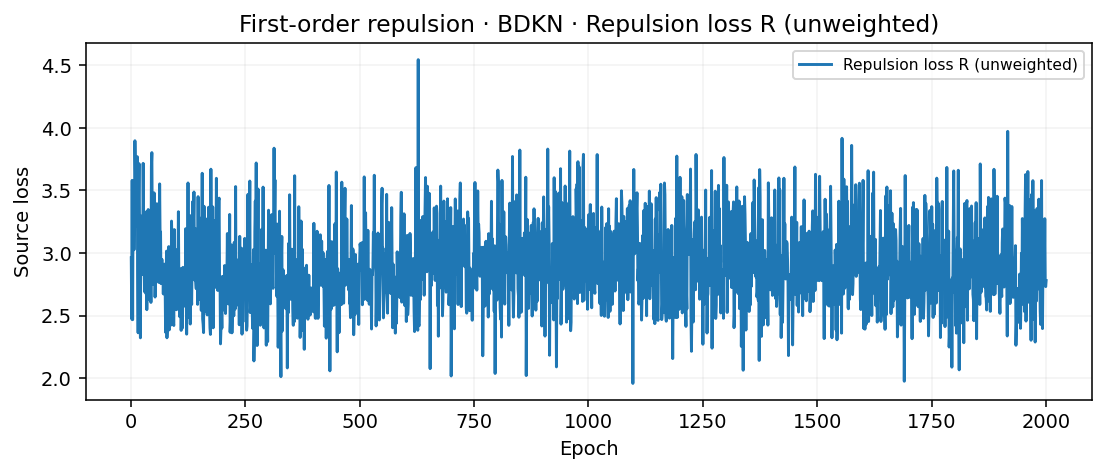 First-order repulsion · BDKN · Repulsion loss R (unweighted)
Repulsion loss R (unweighted)
Source loss
4.5
4.0
3.5
3.0
2.5
2.0
0 250 500 750 1000 1250 1500 1750 2000
Epoch